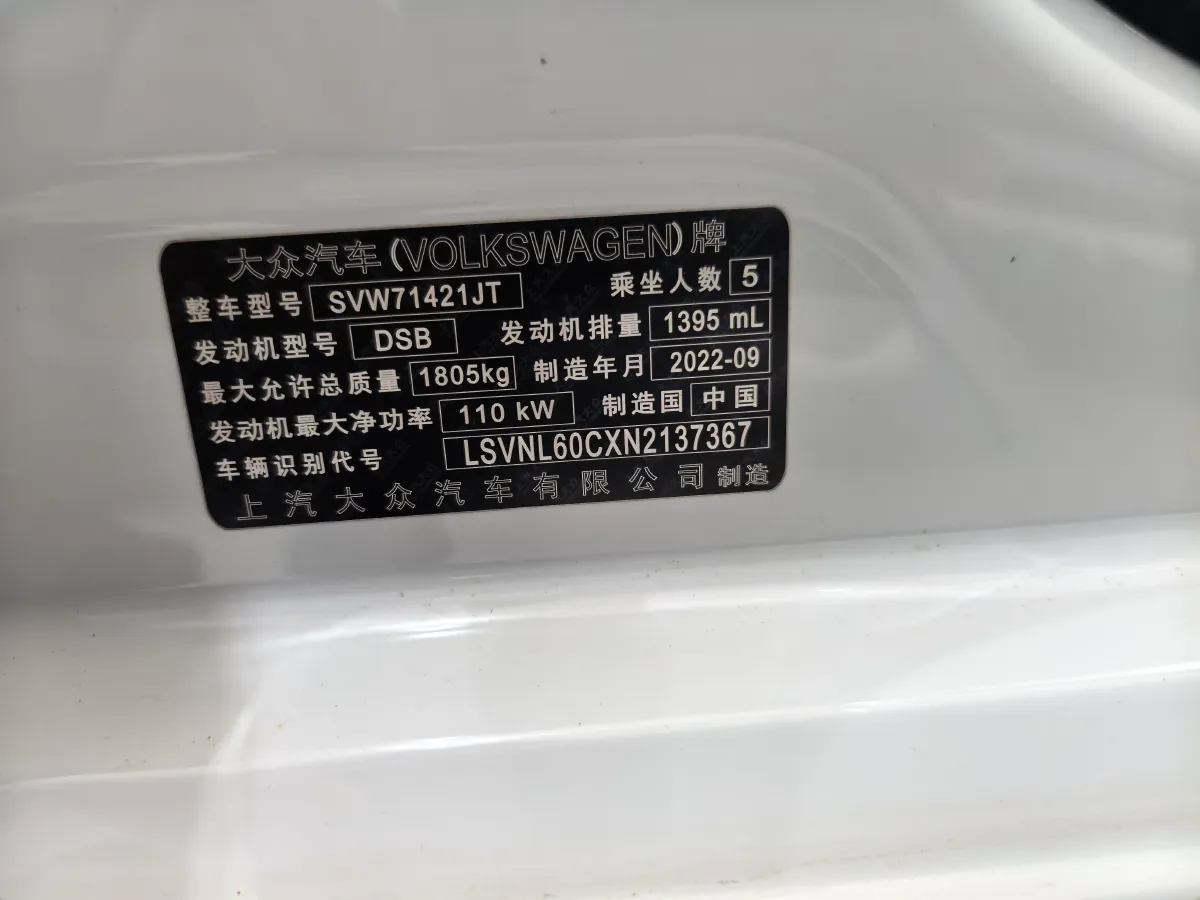 大众汽车(VOLKSWAGEN)牌
整车型号 SVW71421JT 乘坐人数 5
发动机型号 DSB 发动机排量 1395 mL
最大允许总质量 1805kg 制造年月 2022-09
发动机最大净功率 110 kW 制造国 中国
车辆识别代号 LSVNL60CXN2137367
上汽大众汽车有限公司 制造